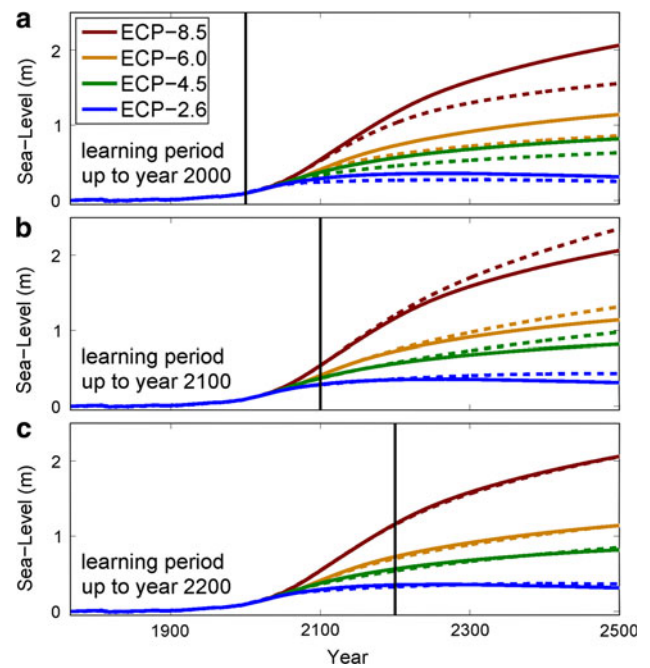 a
ECP-8.5
ECP-6.0
ECP-4.5
ECP-2.6
learning period
up to year 2000
Sea-Level (m)
2
1
0
b
learning period
up to year 2100
Sea-Level (m)
2
1
0
c
learning period
up to year 2200
Sea-Level (m)
2
1
0
1900
2100
2300
2500
Year